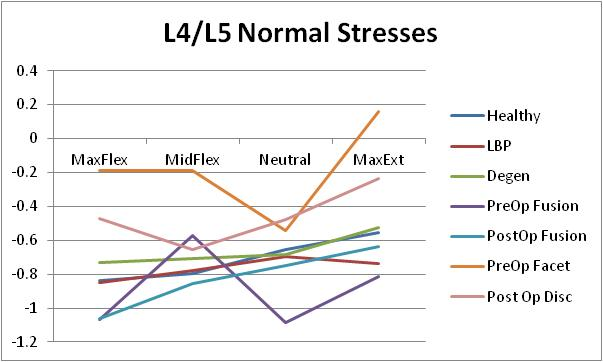 L4/L5 Normal Stresses
0.4
0.2
0
MaxFlex MidFlex Neutral MaxExt
-0.2
-0.4
-0.6
-0.8
-1
-1.2
Healthy
LBP
Degen
PreOp Fusion
PostOp Fusion
PreOp Facet
Post Op Disc